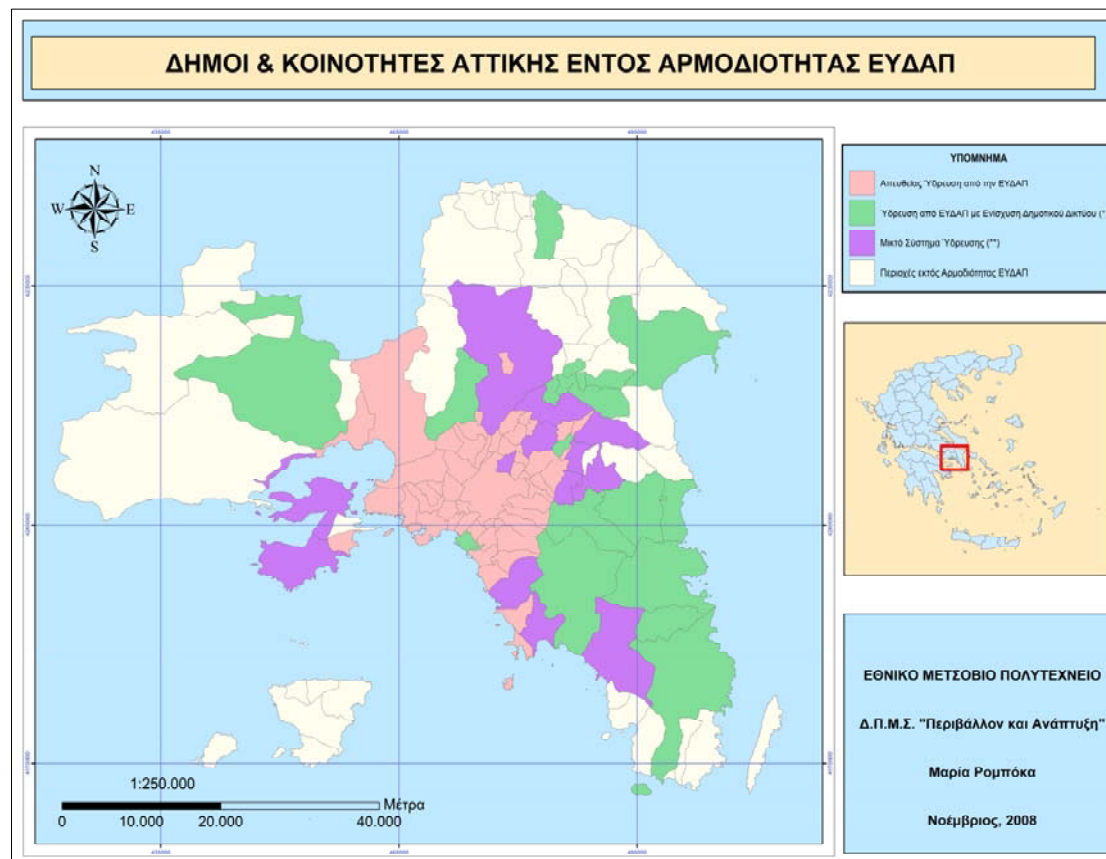 ΔΗΜΟΙ & ΚΟΙΝΟΤΗΤΕΣ ΑΤΤΙΚΗΣ ΕΝΤΟΣ ΑΡΜΟΔΙΟΤΗΤΑΣ ΕΥΔΑΠ
N
W E
S
1:250.000
Μέτρα
0 10.000 20.000 40.000
ΥΠΟΜΝΗΜΑ
Απευθείας Ύδρευση από την ΕΥΔΑΠ
Ύδρευση από ΕΥΔΑΠ με Ενίσχυση Δημοτικού Δικτύου (*
Μικτό Σύστημα Ύδρευσης (**)
Περιοχές εκτός Αρμοδιότητας ΕΥΔΑΠ
ΕΘΝΙΚΟ ΜΕΤΣΟΒΙΟ ΠΟΛΥΤΕΧΝΕΙΟ
Δ.Π.Μ.Σ. "Περιβάλλον και Ανάπτυξη"
Μαρία Ρομπόκα
Νοέμβριος, 2008